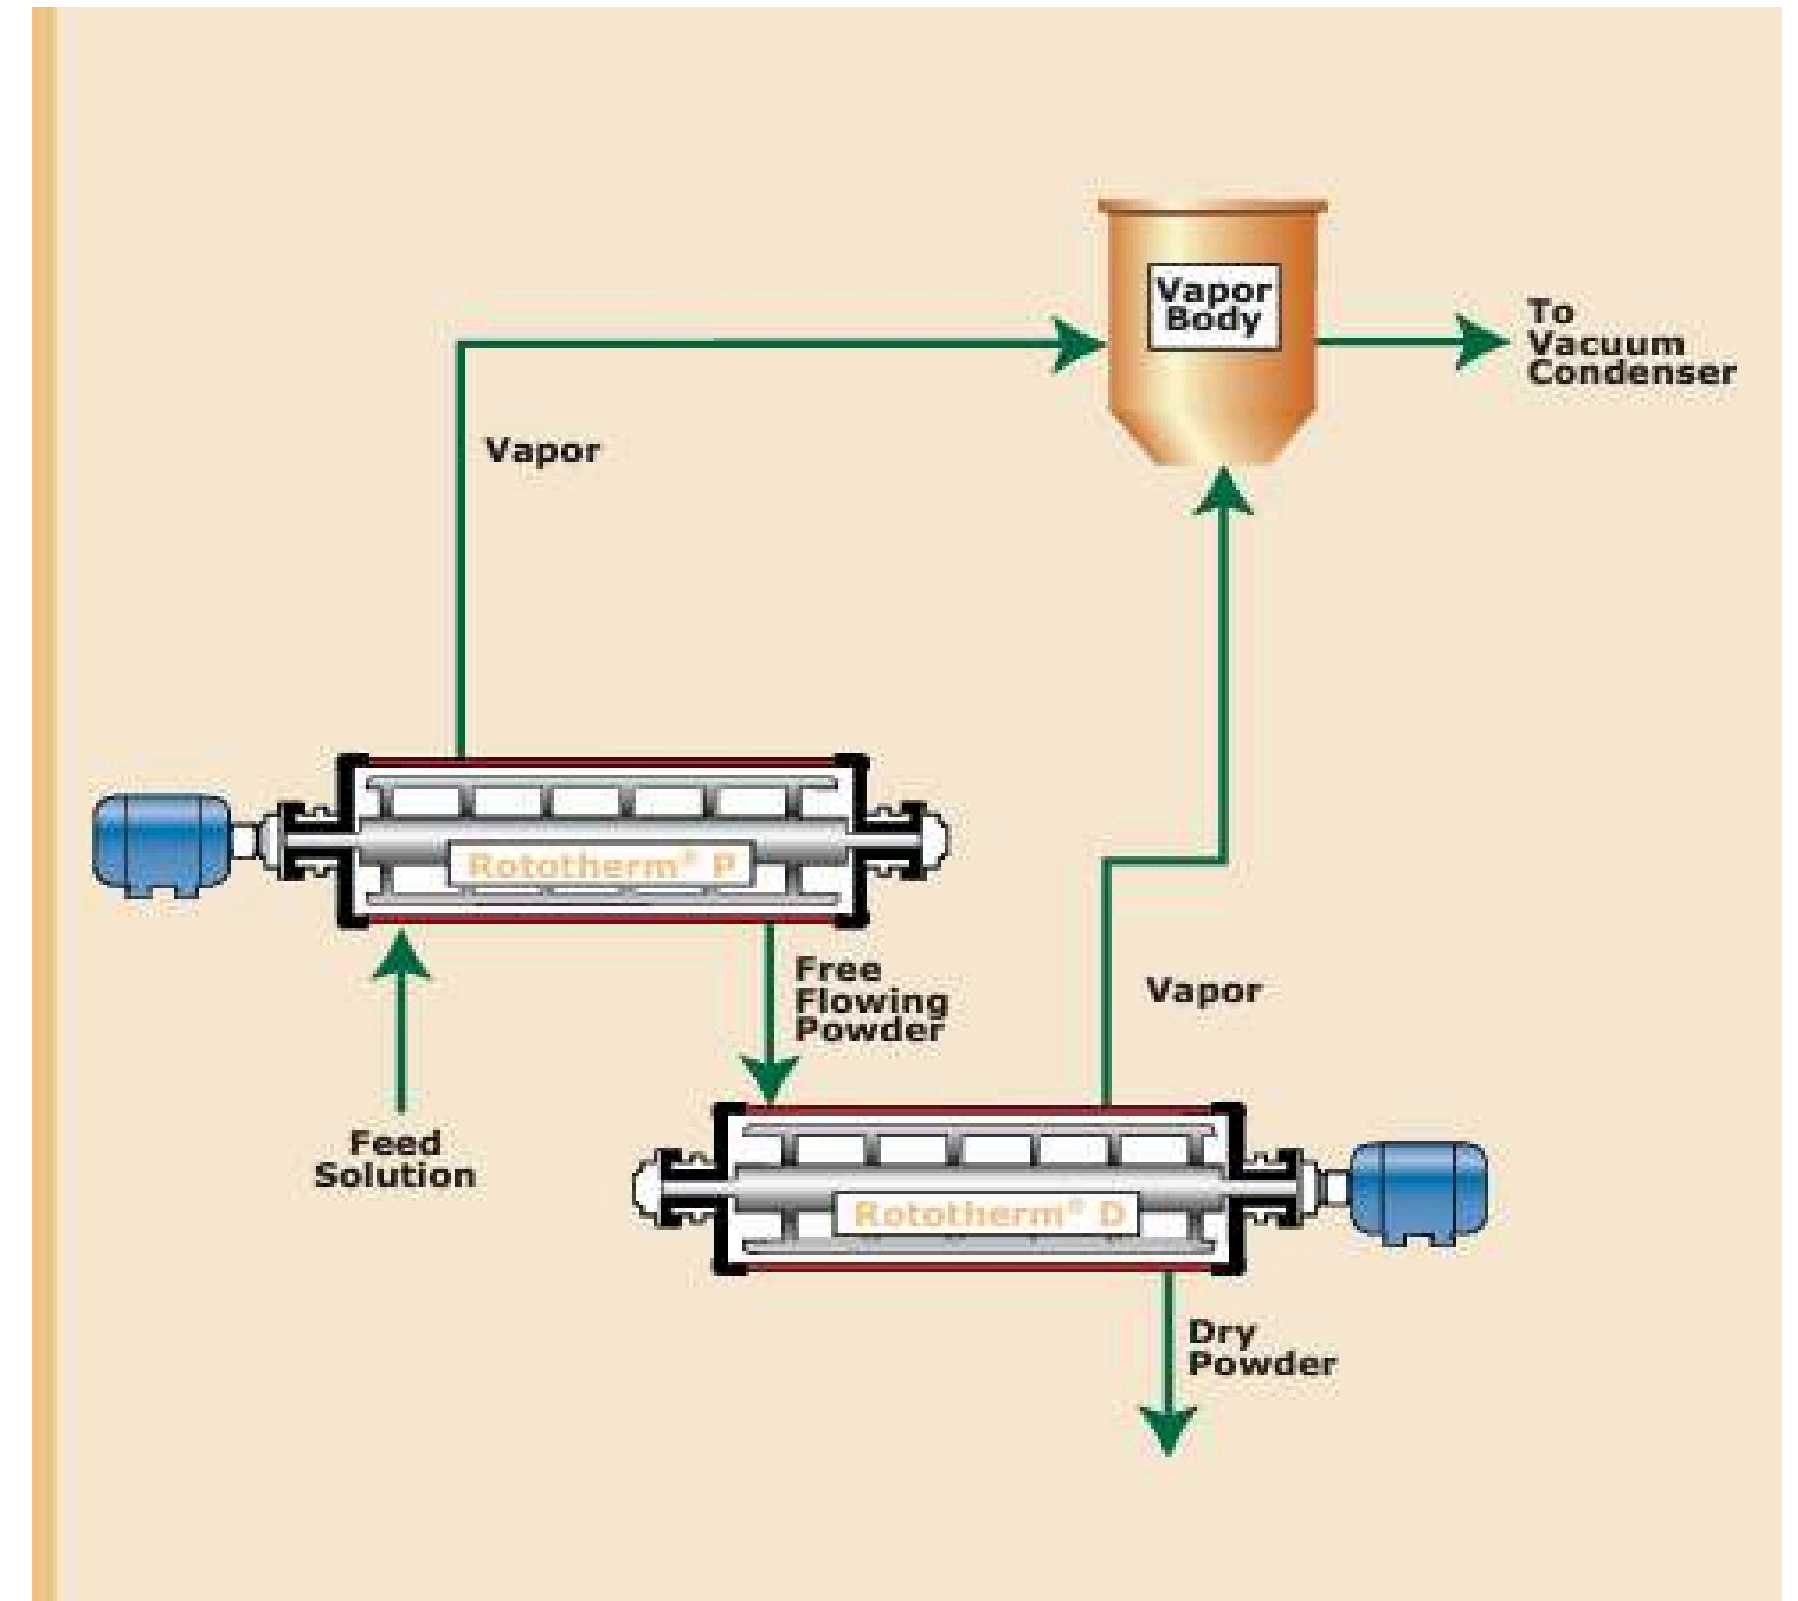 Vapor
Body
To
Vacuum
Condenser
Vapor
Rototherm® P
Free
Flowing
Powder
Vapor
Feed
Solution
Rototherm® D
Dry
Powder